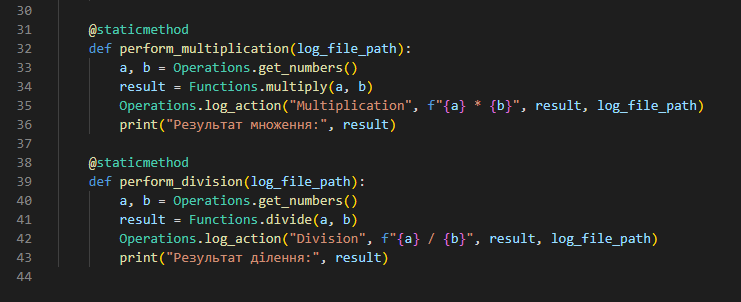 30
31 @staticmethod
32 def perform_multiplication(log_file_path):
33 a, b = Operations.get_numbers()
34 result = Functions.multiply(a, b)
35 Operations.log_action("Multiplication", f"{a} * {b}", result, log_file_path)
36 print("Результат множення:", result)
37
38 @staticmethod
39 def perform_division(log_file_path):
40 a, b = Operations.get_numbers()
41 result = Functions.divide(a, b)
42 Operations.log_action("Division", f"{a} / {b}", result, log_file_path)
43 print("Результат ділення:", result)
44